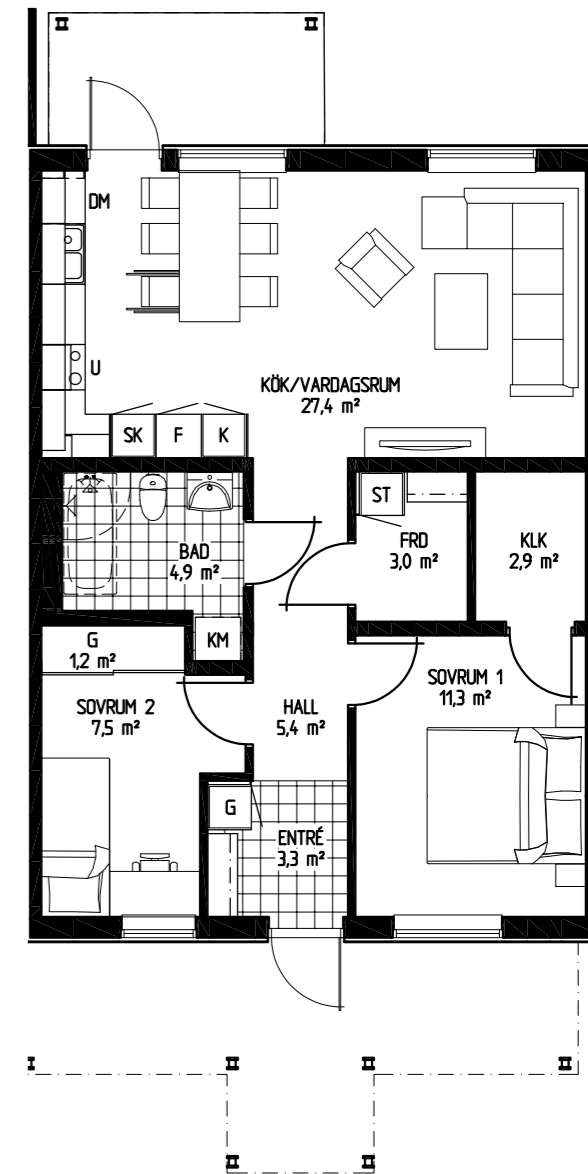 DM
U
KÖK/VARDAGSRUM
27,4 m²
SK F K
ST
BAD
4,9 m²
FRD
3,0 m²
KLK
2,9 m²
KM
G
1,2 m²
SOVRUM 2
7,5 m²
HALL
5,4 m²
SOVRUM 1
11,3 m²
G
ENTRÉ
3,3 m²